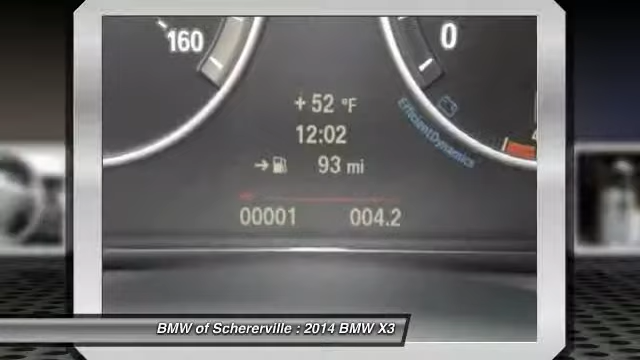 160
0
+ 52 °F
12:02
EfficientDynamics
93 mi
00001 004.2
BMW of Schererville : 2014 BMW X3